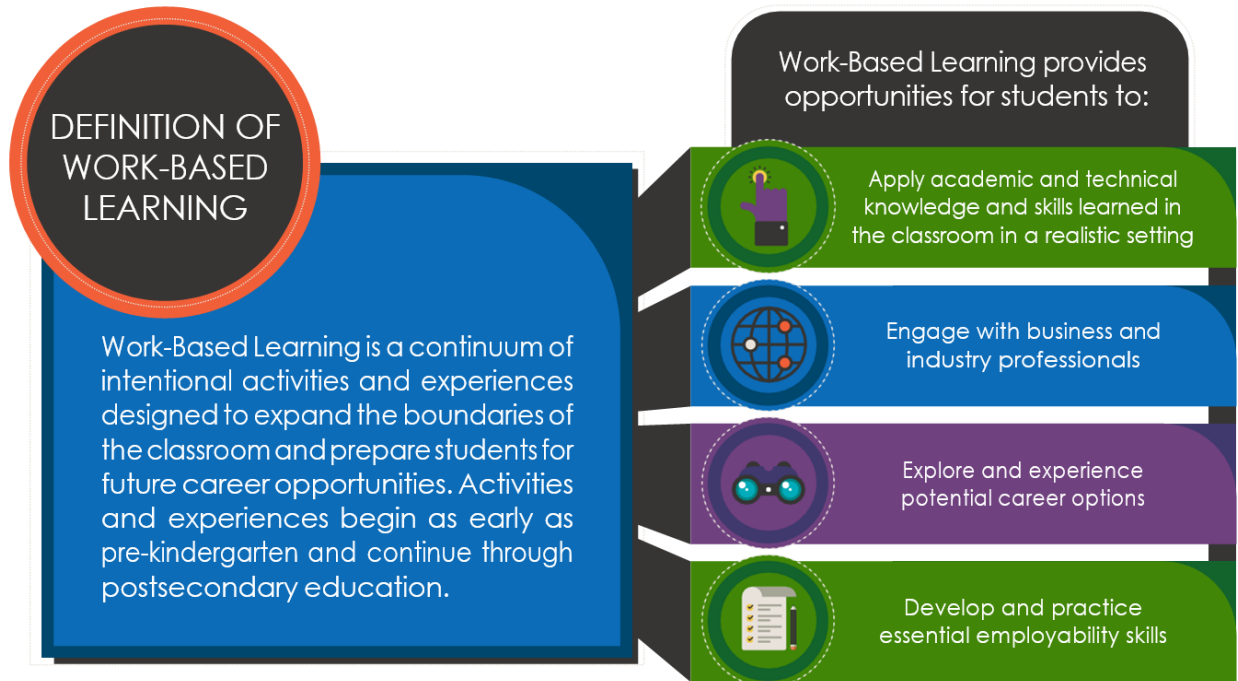 DEFINITION OF
WORK-BASED
LEARNING
Work-Based Learning is a continuum of
intentional activities and experiences
designed to expand the boundaries of
the classroom and prepare students for
future career opportunities. Activities
and experiences begin as early as
pre-kindergarten and continue through
postsecondary education.
Work-Based Learning provides
opportunities for students to:
Apply academic and technical
knowledge and skills learned in
the classroom in a realistic setting
Engage with business and
industry professionals
Explore and experience
potential career options
Develop and practice
essential employability skills